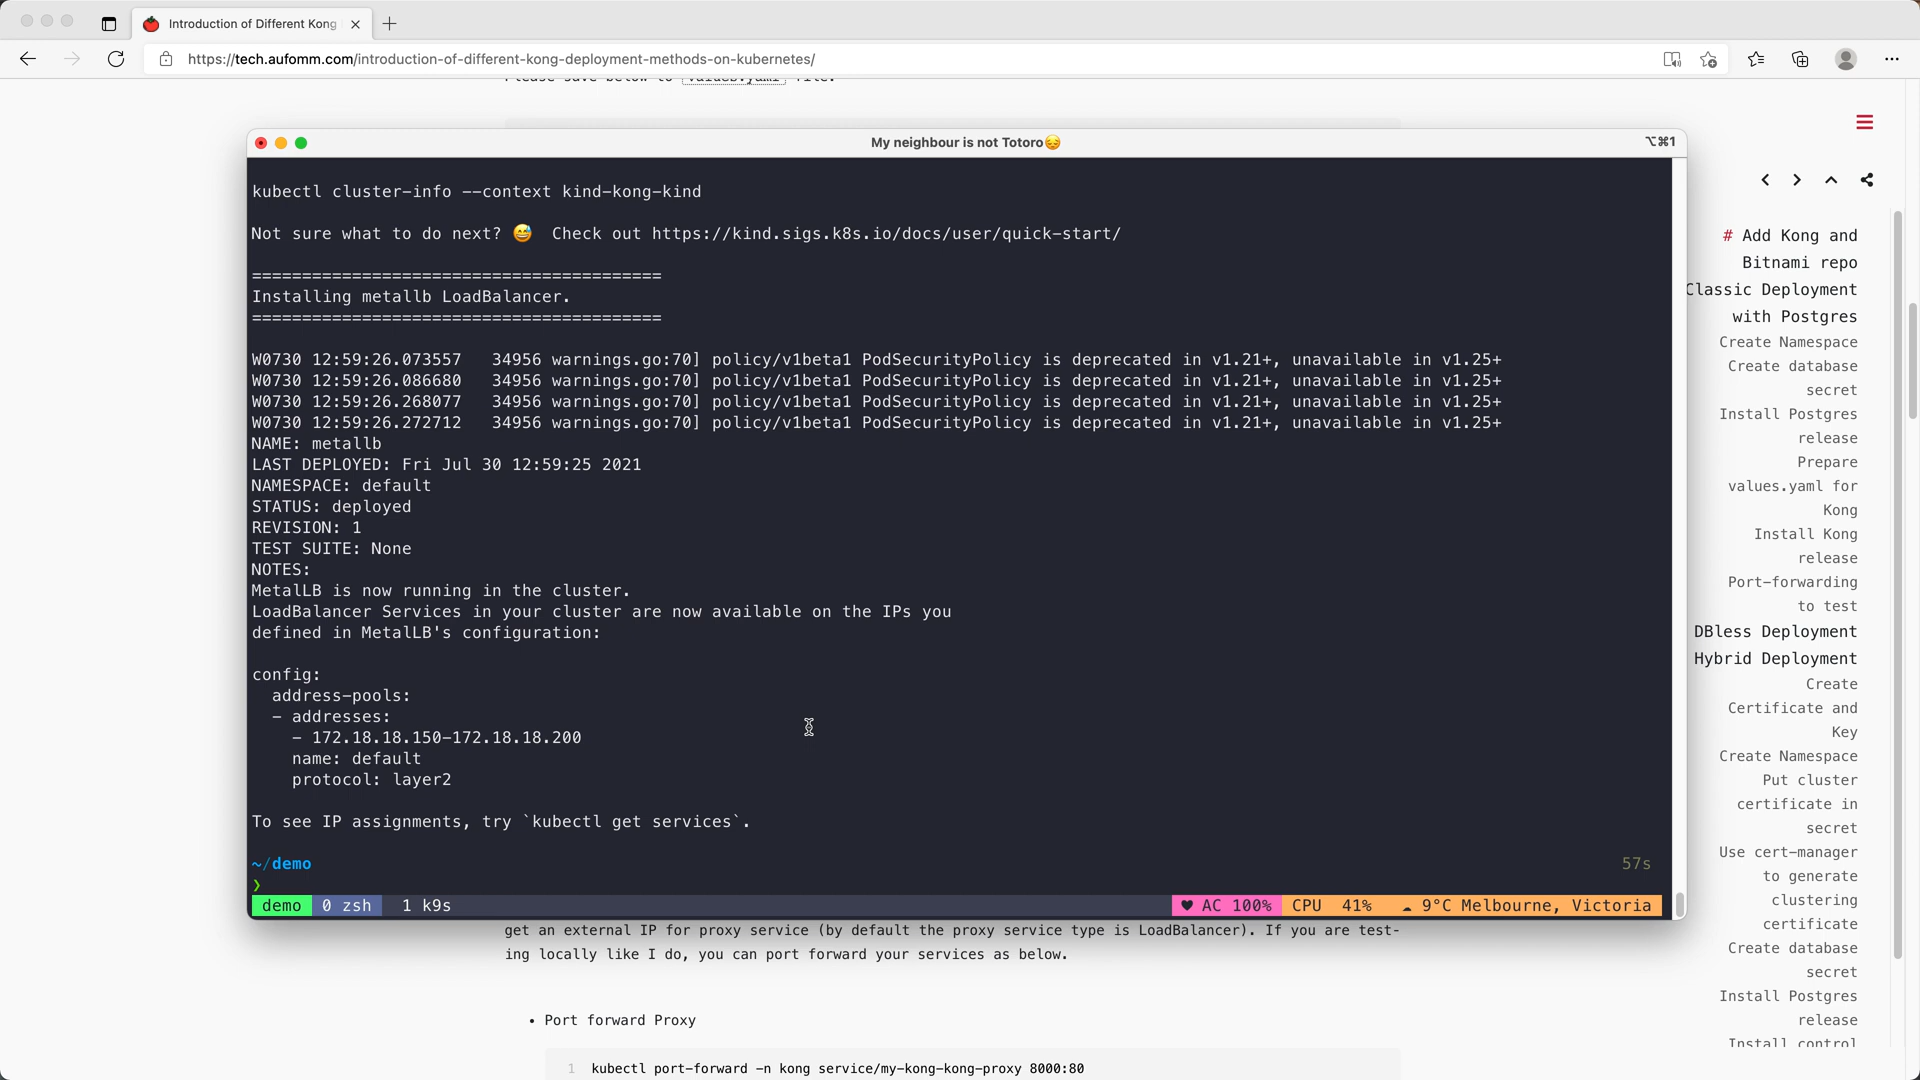 Introduction of Different Kong
https://tech.aufomm.com/introduction-of-different-kong-deployment-methods-on-kubernetes/
Please save below to values.yaml file.
My neighbour is not Totoro😔
⌥⌘1
kubectl cluster-info --context kind-kong-kind
Not sure what to do next? 😅 Check out https://kind.sigs.k8s.io/docs/user/quick-start/
=========================================
Installing metallb LoadBalancer.
=========================================
W0730 12:59:26.073557   34956 warnings.go:70] policy/v1beta1 PodSecurityPolicy is deprecated in v1.21+, unavailable in v1.25+
W0730 12:59:26.086680   34956 warnings.go:70] policy/v1beta1 PodSecurityPolicy is deprecated in v1.21+, unavailable in v1.25+
W0730 12:59:26.268077   34956 warnings.go:70] policy/v1beta1 PodSecurityPolicy is deprecated in v1.21+, unavailable in v1.25+
W0730 12:59:26.272712   34956 warnings.go:70] policy/v1beta1 PodSecurityPolicy is deprecated in v1.21+, unavailable in v1.25+
NAME: metallb
LAST DEPLOYED: Fri Jul 30 12:59:25 2021
NAMESPACE: default
STATUS: deployed
REVISION: 1
TEST SUITE: None
NOTES:
MetalLB is now running in the cluster.
LoadBalancer Services in your cluster are now available on the IPs you
defined in MetalLB's configuration:
config:
  address-pools:
  - addresses:
    - 172.18.18.150-172.18.18.200
    name: default
    protocol: layer2
To see IP assignments, try `kubectl get services`.
~/demo
57s
❯
demo 0 zsh 1 k9s
♥ AC 100% CPU 41% ☁ 9°C Melbourne, Victoria
get an external IP for proxy service (by default the proxy service type is LoadBalancer). If you are test-
ing locally like I do, you can port forward your services as below.
• Port forward Proxy
1 kubectl port-forward -n kong service/my-kong-kong-proxy 8000:80
# Add Kong and
Bitnami repo
Classic Deployment
with Postgres
Create Namespace
Create database
secret
Install Postgres
release
Prepare
values.yaml for
Kong
Install Kong
release
Port-forwarding
to test
DBless Deployment
Hybrid Deployment
Create
Certificate and
Key
Create Namespace
Put cluster
certificate in
secret
Use cert-manager
to generate
clustering
certificate
Create database
secret
Install Postgres
release
Install control